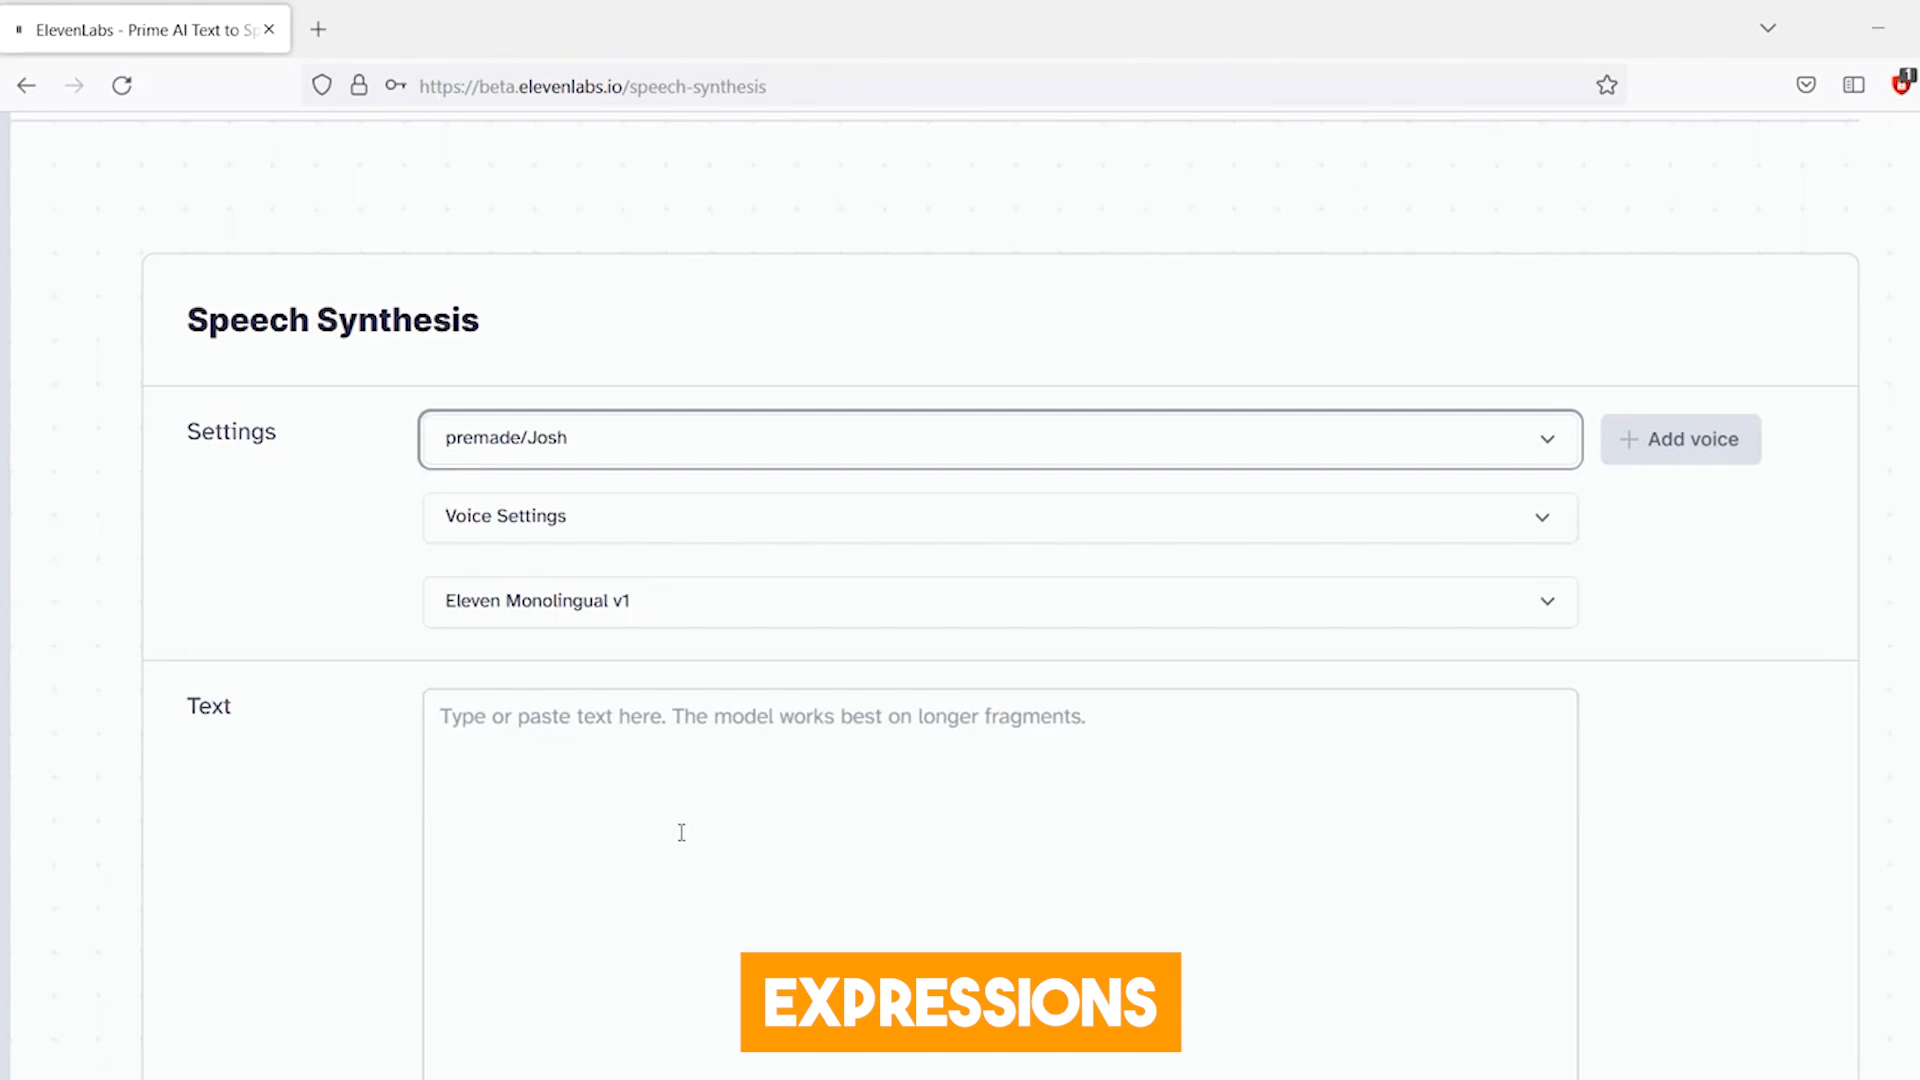 ElevenLabs - Prime AI Text to Sp
https://beta.elevenlabs.io/speech-synthesis
1
Speech Synthesis
Settings
premade/Josh
Add voice
Voice Settings
Eleven Monolingual v1
Text
Type or paste text here. The model works best on longer fragments.
EXPRESSIONS